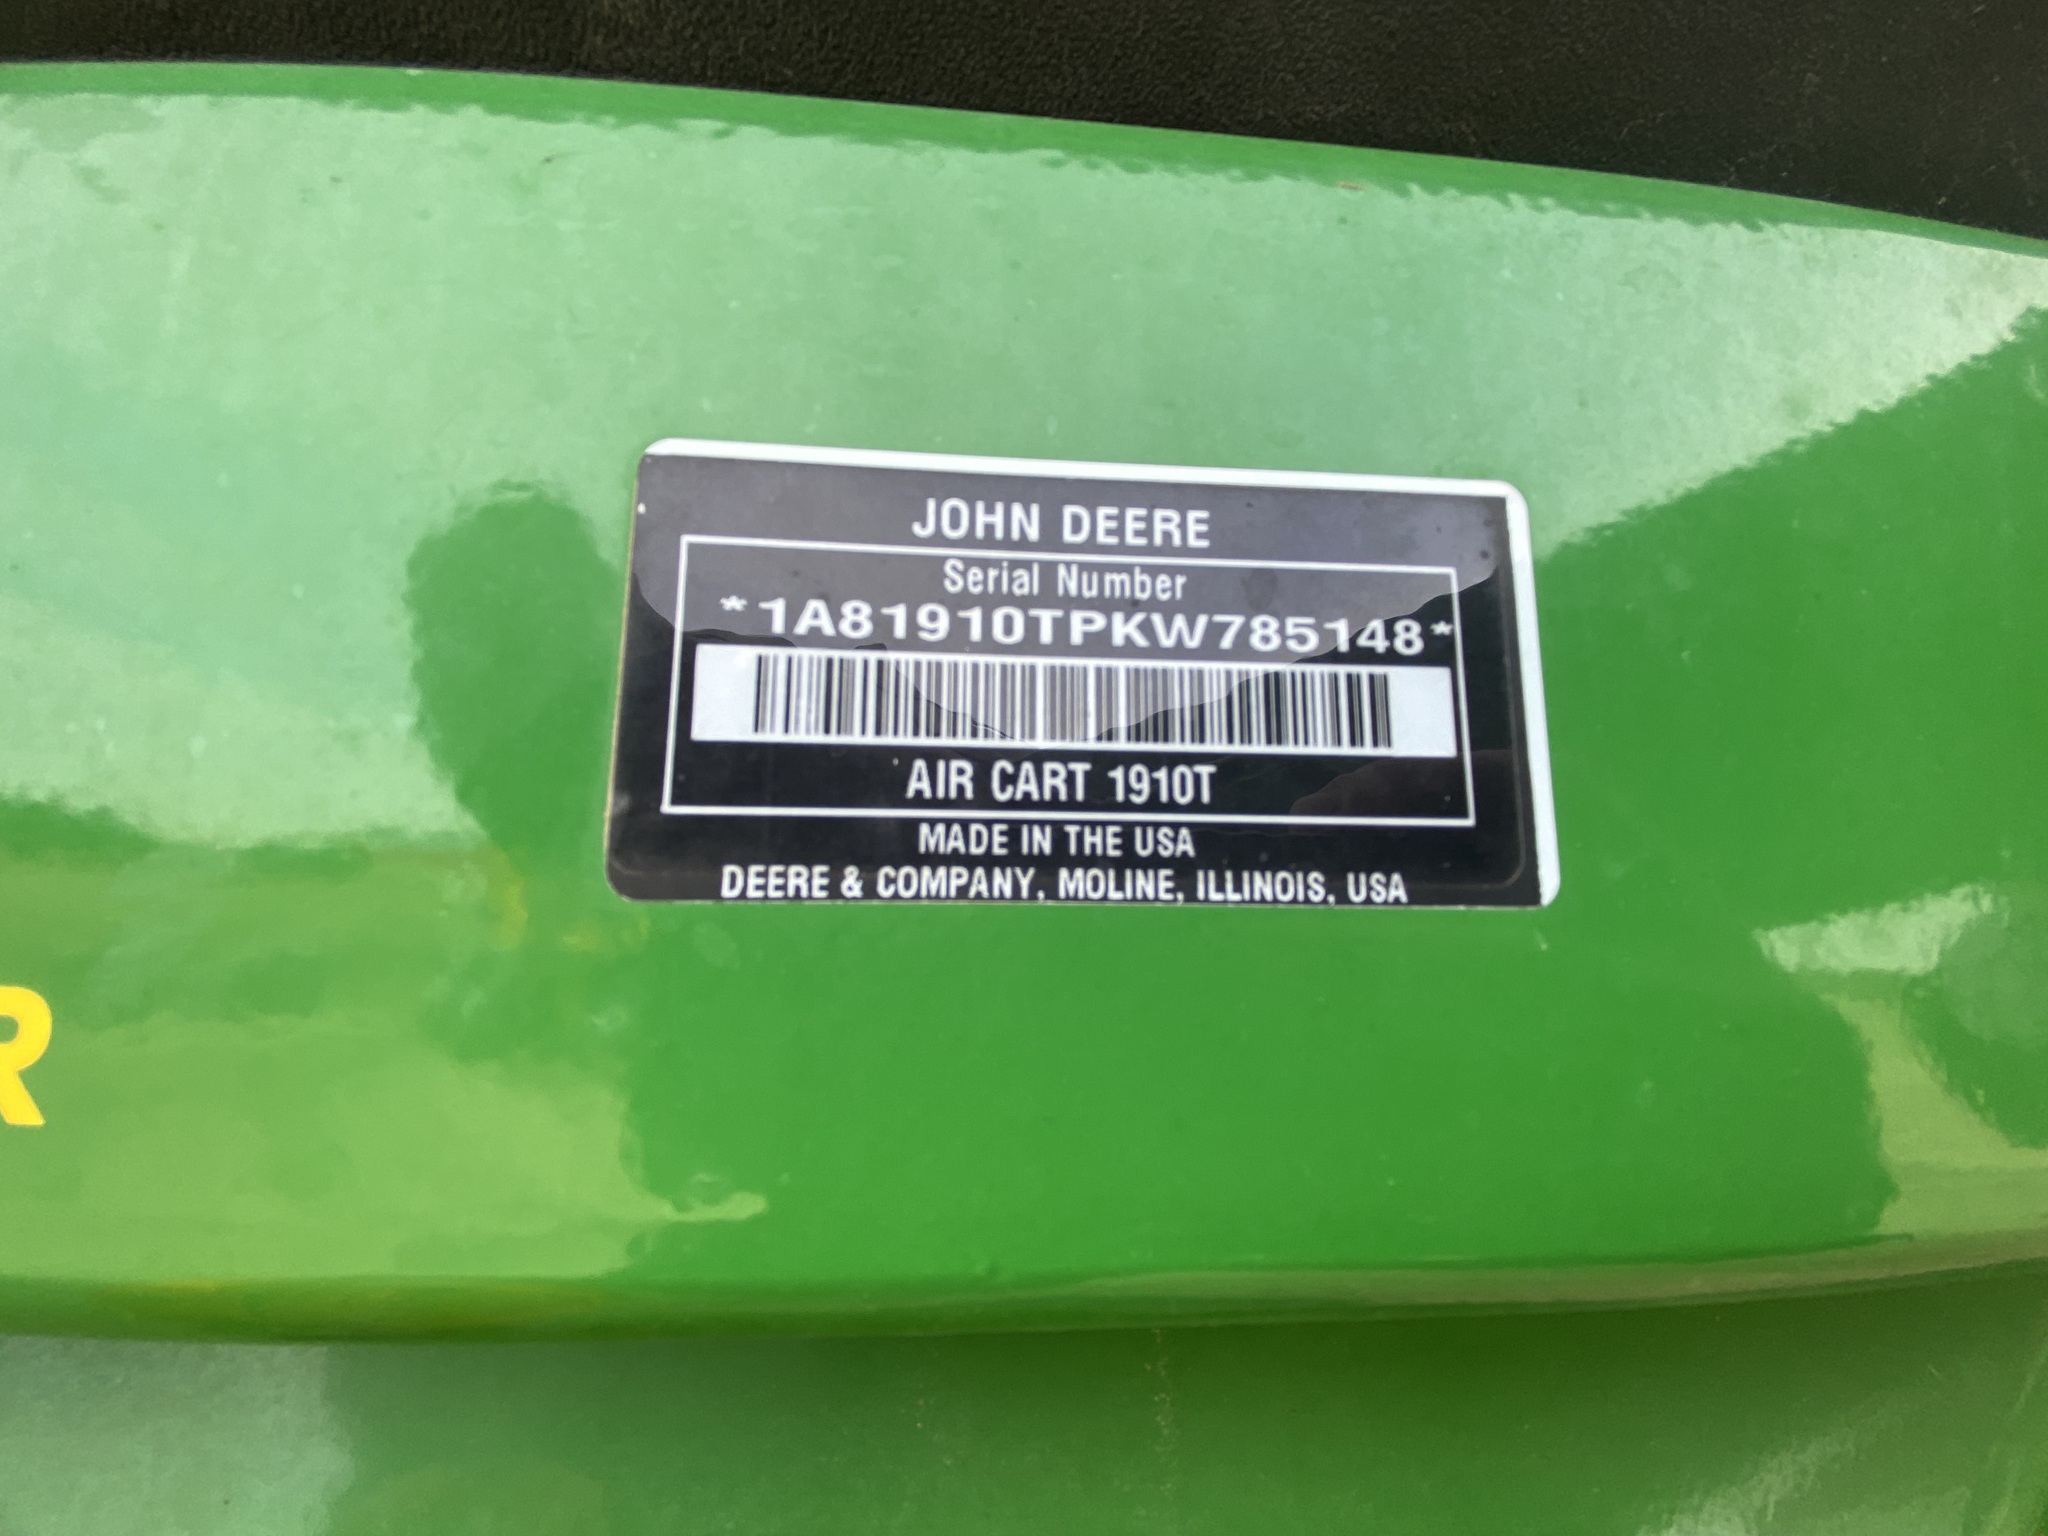 JOHN DEERE
Serial Number
*1A81910TPKW785148*
AIR CART 1910T
MADE IN THE USA
DEERE & COMPANY, MOLINE, ILLINOIS, USA
R